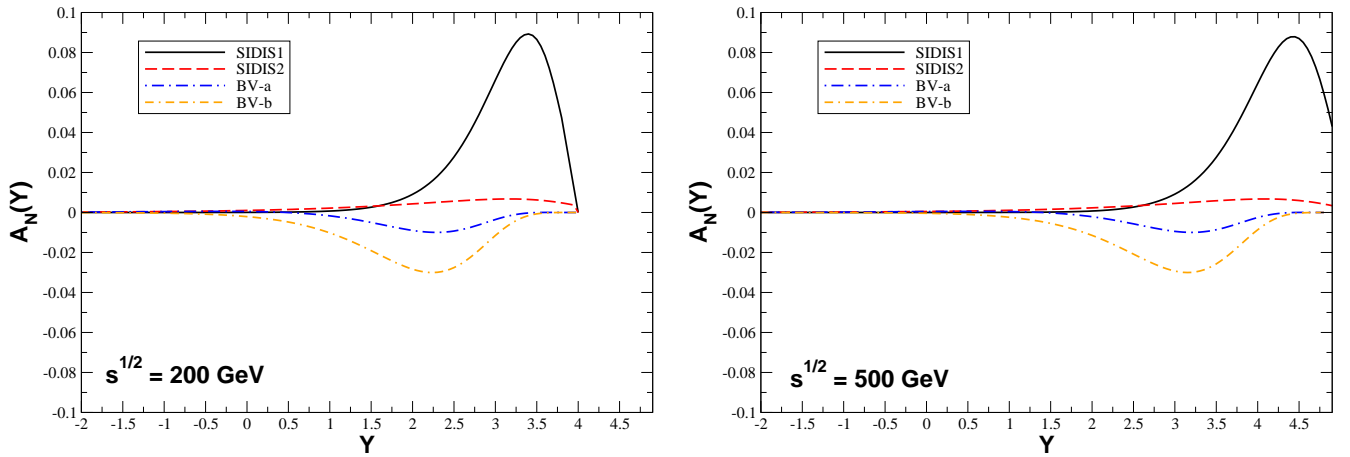 0.1
0.08
0.06
0.04
0.02
0
-0.02
-0.04
-0.06
-0.08
-0.1
A_N(Y)
SIDIS1
SIDIS2
BV-a
BV-b
s^{1/2} = 200 GeV
-2 -1.5 -1 -0.5 0 0.5 1 1.5 2 2.5 3 3.5 4 4.5
Y
0.1
0.08
0.06
0.04
0.02
0
-0.02
-0.04
-0.06
-0.08
-0.1
A_N(Y)
SIDIS1
SIDIS2
BV-a
BV-b
s^{1/2} = 500 GeV
-2 -1.5 -1 -0.5 0 0.5 1 1.5 2 2.5 3 3.5 4 4.5
Y